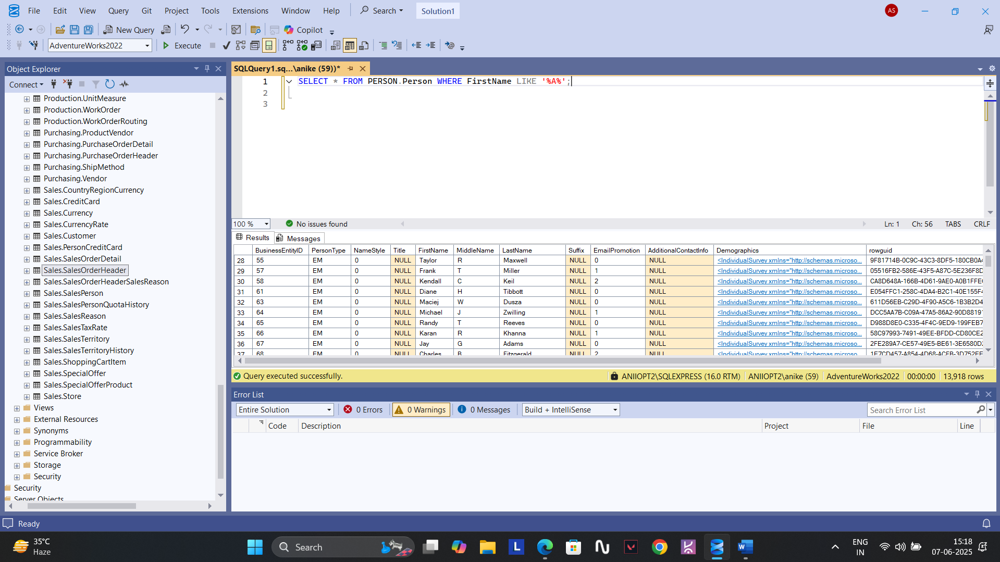 File Edit View Query Git Project Tools Extensions Window Help Search Solution1 AS
New Query Copilot
AdventureWorks2022 Execute
Object Explorer
Connect
Production.UnitMeasure
Production.WorkOrder
Production.WorkOrderRouting
Purchasing.ProductVendor
Purchasing.PurchaseOrderDetail
Purchasing.PurchaseOrderHeader
Purchasing.ShipMethod
Purchasing.Vendor
Sales.CountryRegionCurrency
Sales.CreditCard
Sales.Currency
Sales.CurrencyRate
Sales.Customer
Sales.PersonCreditCard
Sales.SalesOrderDetail
Sales.SalesOrderHeader
Sales.SalesOrderHeaderSalesReason
Sales.SalesPerson
Sales.SalesPersonQuotaHistory
Sales.SalesReason
Sales.SalesTaxRate
Sales.SalesTerritory
Sales.SalesTerritoryHistory
Sales.ShoppingCartItem
Sales.SpecialOffer
Sales.SpecialOfferProduct
Sales.Store
Views
External Resources
Synonyms
Programmability
Service Broker
Storage
Security
Security
Server Objects
SQLQuery1.sq...\anike (59))*
1 SELECT * FROM PERSON.Person WHERE FirstName LIKE '%A%';
2
3
100 % No issues found Ln: 1 Ch: 56 TABS CRLF
Results Messages
BusinessEntityID PersonType NameStyle Title FirstName MiddleName LastName Suffix EmailPromotion AdditionalContactInfo Demographics rowguid
28 55 EM 0 NULL Taylor R Maxwell NULL 0 NULL <IndividualSurvey xmlns="http://schemas.microso... 9F81714B-0C9C-43C3-8DF5-180CB0A4
29 57 EM 0 NULL Frank T Miller NULL 1 NULL <IndividualSurvey xmlns="http://schemas.microso... 05516FB2-586E-43F5-A87C-5E236F8D
30 58 EM 0 NULL Kendall C Keil NULL 2 NULL <IndividualSurvey xmlns="http://schemas.microso... CA8D648A-166B-4D61-9AE0-A0B1FFE
31 61 EM 0 NULL Diane H Tibbott NULL 0 NULL <IndividualSurvey xmlns="http://schemas.microso... E054FFC1-258C-4DA4-B2C1-40E155F
32 63 EM 0 NULL Maciej W Dusza NULL 0 NULL <IndividualSurvey xmlns="http://schemas.microso... 611D56EB-C29D-4F90-A5C6-1B3B2D4
33 64 EM 0 NULL Michael J Zwilling NULL 1 NULL <IndividualSurvey xmlns="http://schemas.microso... DCC5AA7B-C09A-47A5-86A2-90D8819
34 65 EM 0 NULL Randy T Reeves NULL 0 NULL <IndividualSurvey xmlns="http://schemas.microso... D988D8E0-C335-4F4C-9ED9-199FEB7
35 66 EM 0 NULL Karan R Khanna NULL 1 NULL <IndividualSurvey xmlns="http://schemas.microso... 58C97993-7491-49EE-BFDD-CD80CE2
36 67 EM 0 NULL Jay G Adams NULL 0 NULL <IndividualSurvey xmlns="http://schemas.microso... 2FE289A7-CE57-49E5-BE61-3E6580D
37 68 EM 0 NULL Charles B Fitzgerald NULL 2 NULL <IndividualSurvey xmlns="http://schemas.microso...
Query executed successfully. ANIIOPT2\SQLEXPRESS (16.0 RTM) ANIIOPT2\anike (59) AdventureWorks2022 00:00:00 13,918 rows
Error List
Entire Solution 0 Errors 0 Warnings 0 Messages Build + IntelliSense Search Error List
Code Description Project File Line
Ready
35°C
Haze
Search
ENG
IN
15:18
07-06-2025